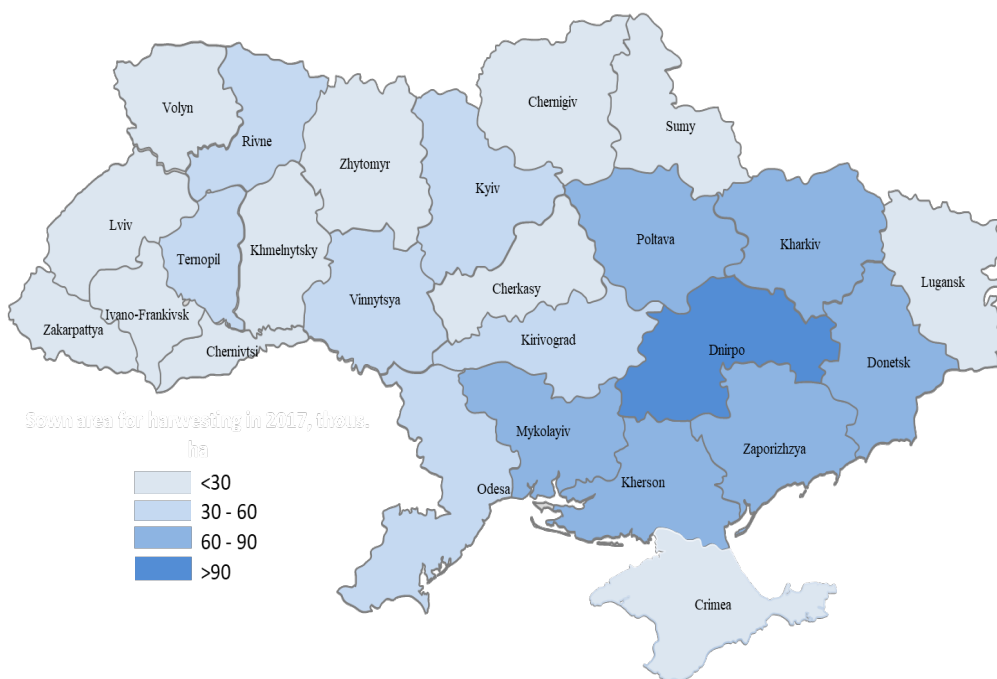 Chernigiv
Volyn
Sumy
Rivne
Zhytomyr
Kyiv
Lviv
Poltava
Kharkiv
Khmelnytsky
Ternopil
Lugansk
Cherkasy
Vinnytsya
Ivano-Frankivsk
Zakarpattya
Kirivograd
Chernivtsi
Dnirpo
Donetsk
Sown area for harwesting in 2017, thous.
ha
Mykolayiv
Zaporizhzya
Kherson
Odesa
<30
30 - 60
60 - 90
>90
Crimea